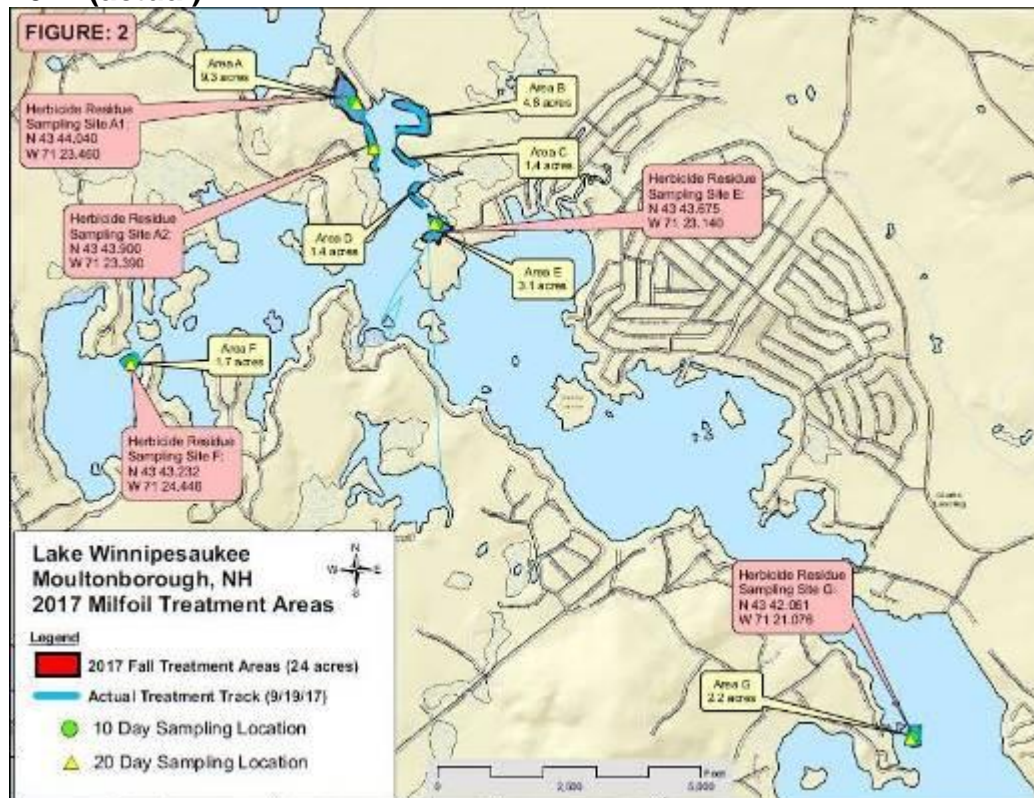 FIGURE: 2
Area A
9.3 acres
Area B
4.8 acres
Herbicide Residue
Sampling Site A1:
N 43 44.040
W 71 23.460
Area C
1.4 acres
Herbicide Residue
Sampling Site E:
N 43 43.675
W 71 23.140
Herbicide Residue
Sampling Site A2:
N 43 43.900
W 71 23.390
Area D
1.4 acres
Area E
3.1 acres
Area F
1.7 acres
Herbicide Residue
Sampling Site F:
N 43 43.232
W 71 24.448
Landing
Lake Winnipesaukee
Moultonborough, NH
2017 Milfoil Treatment Areas
N
W E
S
Legend
2017 Fall Treatment Areas (24 acres)
Actual Treatment Track (9/19/17)
10 Day Sampling Location
20 Day Sampling Location
Herbicide Residue
Sampling Site G:
N 43 42.061
W 71 21.076
Area G
2.2 acres
Feet
0 2,500 5,000